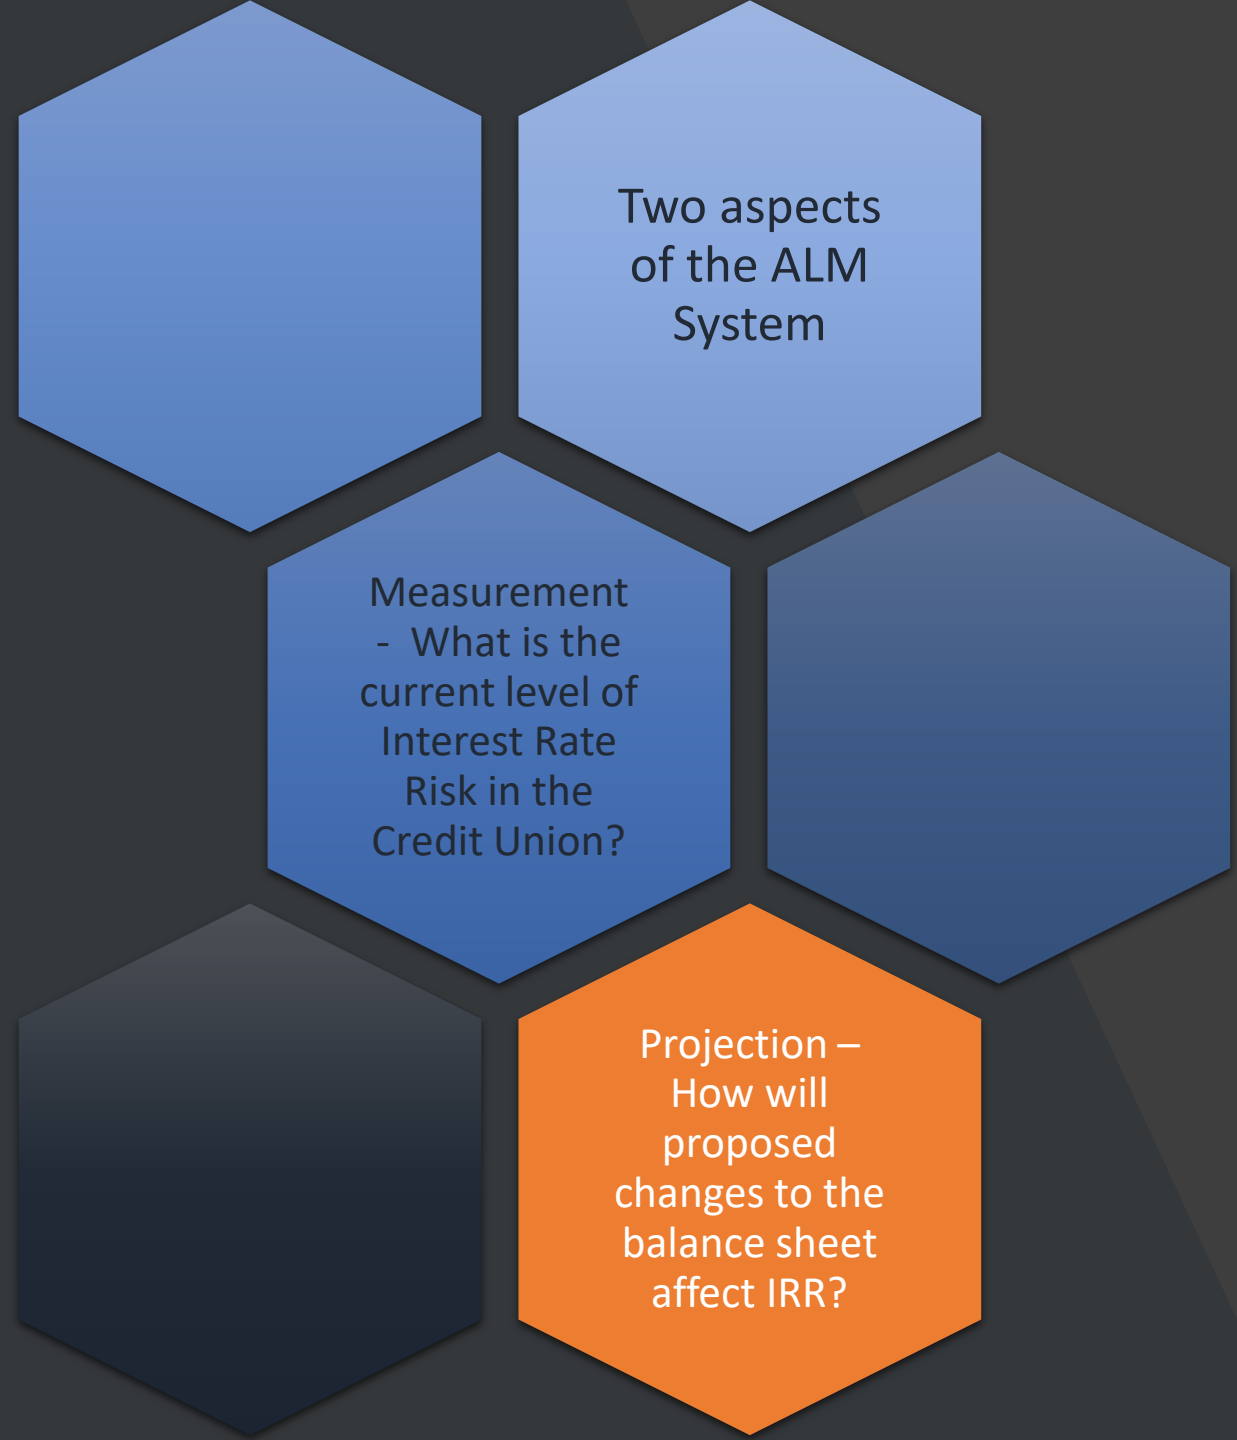 Two aspects
of the ALM
System
Measurement
- What is the
current level of
Interest Rate
Risk in the
Credit Union?
Projection –
How will
proposed
changes to the
balance sheet
affect IRR?